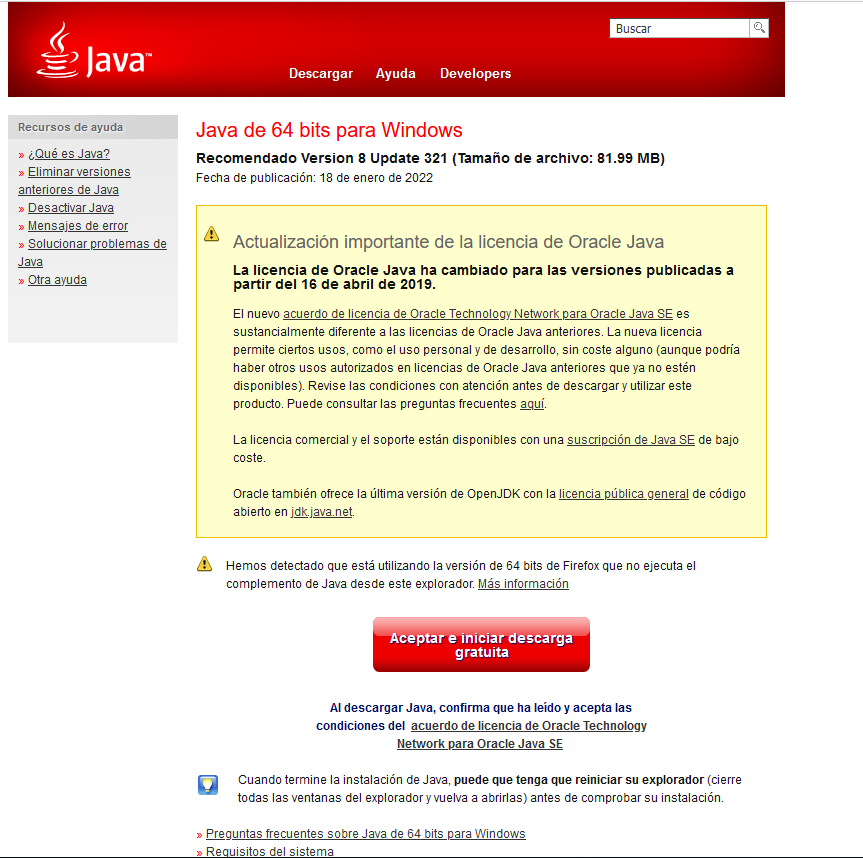 Java™
Buscar
Descargar Ayuda Developers
Recursos de ayuda
» ¿Qué es Java?
» Eliminar versiones
anteriores de Java
» Desactivar Java
» Mensajes de error
» Solucionar problemas de
Java
» Otra ayuda
Java de 64 bits para Windows
Recomendado Version 8 Update 321 (Tamaño de archivo: 81.99 MB)
Fecha de publicación: 18 de enero de 2022
Actualización importante de la licencia de Oracle Java
La licencia de Oracle Java ha cambiado para las versiones publicadas a
partir del 16 de abril de 2019.
El nuevo acuerdo de licencia de Oracle Technology Network para Oracle Java SE es
sustancialmente diferente a las licencias de Oracle Java anteriores. La nueva licencia
permite ciertos usos, como el uso personal y de desarrollo, sin coste alguno (aunque podría
haber otros usos autorizados en licencias de Oracle Java anteriores que ya no estén
disponibles). Revise las condiciones con atención antes de descargar y utilizar este
producto. Puede consultar las preguntas frecuentes aquí.
La licencia comercial y el soporte están disponibles con una suscripción de Java SE de bajo
coste.
Oracle también ofrece la última versión de OpenJDK con la licencia pública general de código
abierto en jdk.java.net.
Hemos detectado que está utilizando la versión de 64 bits de Firefox que no ejecuta el
complemento de Java desde este explorador. Más información
Aceptar e iniciar descarga
gratuita
Al descargar Java, confirma que ha leído y acepta las
condiciones del acuerdo de licencia de Oracle Technology
Network para Oracle Java SE
Cuando termine la instalación de Java, puede que tenga que reiniciar su explorador (cierre
todas las ventanas del explorador y vuelva a abrirlas) antes de comprobar su instalación.
» Preguntas frecuentes sobre Java de 64 bits para Windows
» Requisitos del sistema